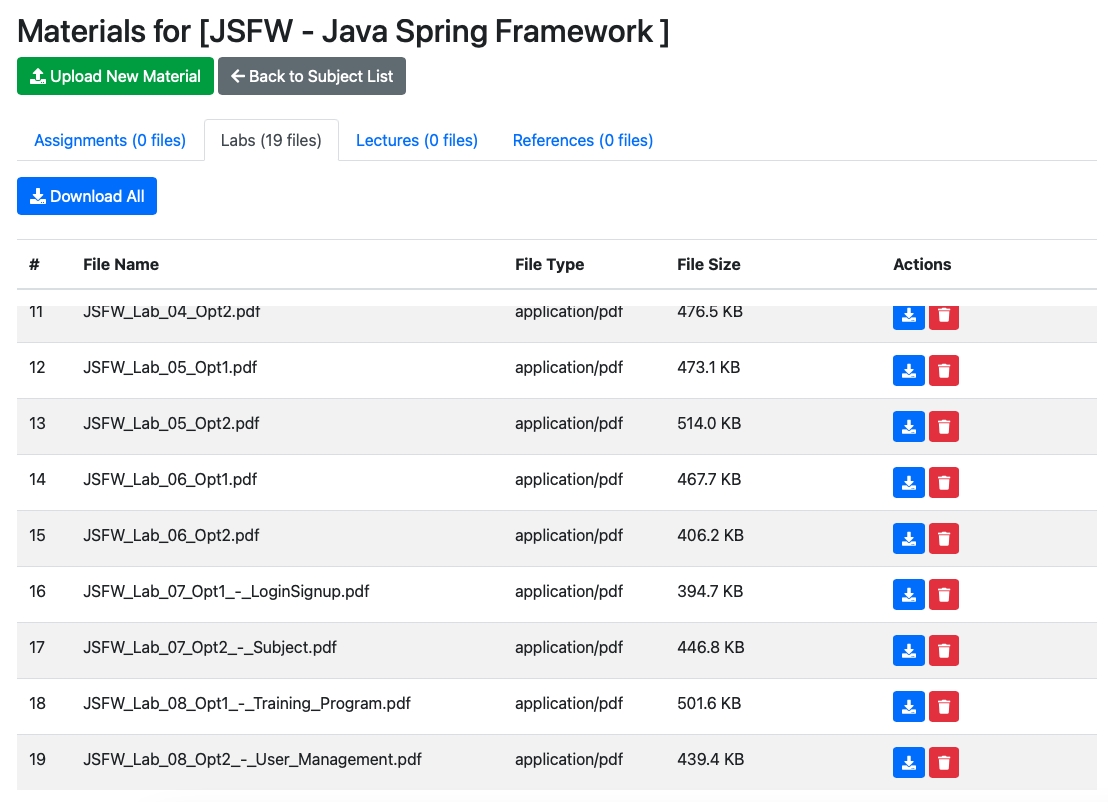 Materials for [JSFW - Java Spring Framework ]
Upload New Material Back to Subject List
Assignments (0 files) Labs (19 files) Lectures (0 files) References (0 files)
Download All
# File Name File Type File Size Actions
11 JSFW_Lab_04_Opt2.pdf application/pdf 476.5 KB
12 JSFW_Lab_05_Opt1.pdf application/pdf 473.1 KB
13 JSFW_Lab_05_Opt2.pdf application/pdf 514.0 KB
14 JSFW_Lab_06_Opt1.pdf application/pdf 467.7 KB
15 JSFW_Lab_06_Opt2.pdf application/pdf 406.2 KB
16 JSFW_Lab_07_Opt1_-_LoginSignup.pdf application/pdf 394.7 KB
17 JSFW_Lab_07_Opt2_-_Subject.pdf application/pdf 446.8 KB
18 JSFW_Lab_08_Opt1_-_Training_Program.pdf application/pdf 501.6 KB
19 JSFW_Lab_08_Opt2_-_User_Management.pdf application/pdf 439.4 KB